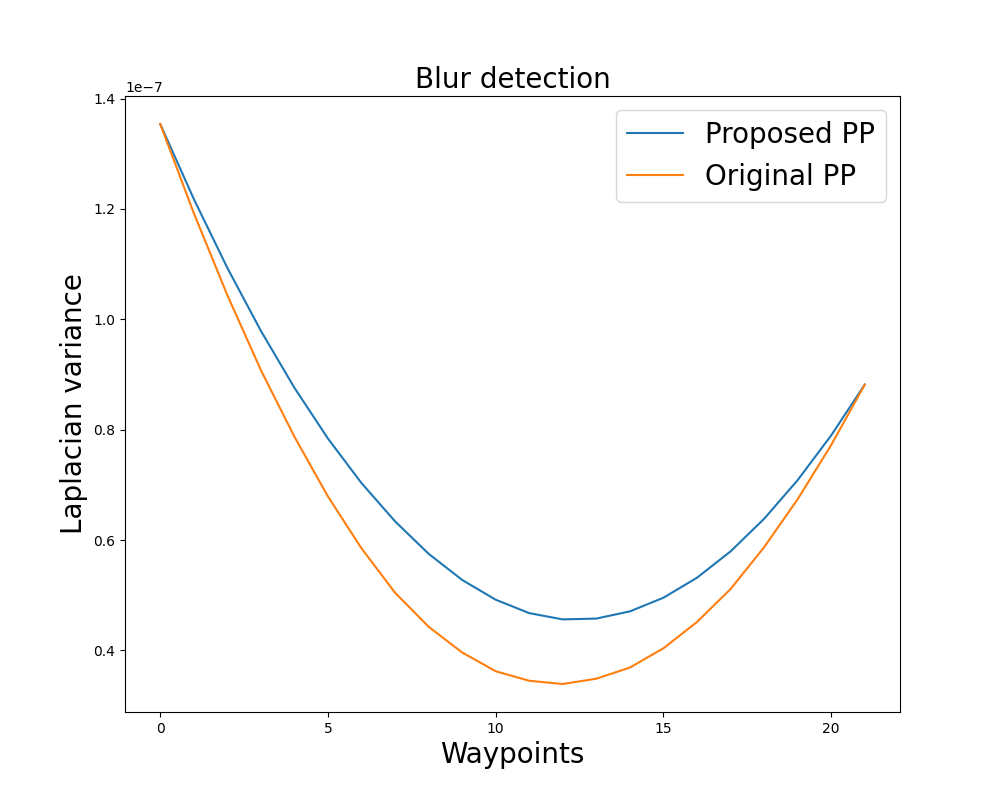 Blur detection
1e−7
1.4
1.2
1.0
0.8
0.6
0.4
Laplacian variance
0 5 10 15 20
Waypoints
Proposed PP
Original PP